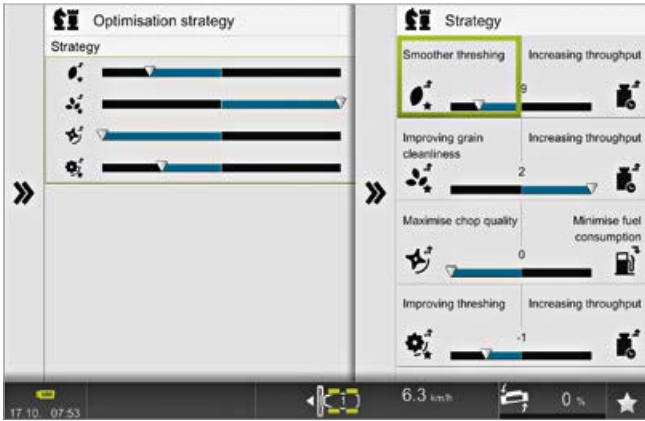 Optimisation strategy
Strategy
Strategy
Smoother threshing
Increasing throughput
9
Improving grain
cleanliness
Increasing throughput
2
Maximise chop quality
Minimise fuel
consumption
0
Improving threshing
Increasing throughput
-1
17.10. 07:53
1
6.3 km/h
0 %